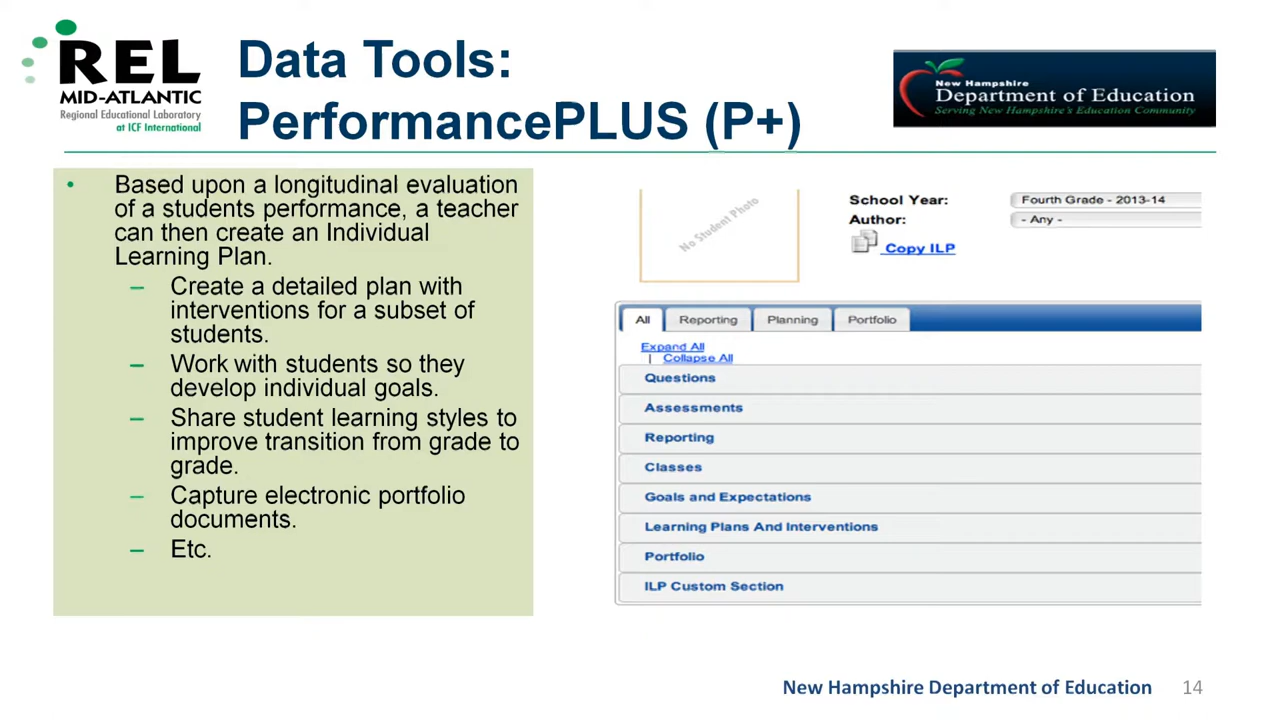 REL
MID-ATLANTIC
Regional Educational Laboratory
at ICF International
Data Tools:
PerformancePLUS (P+)
New Hampshire
Department of Education
Serving New Hampshire's Education Community
• Based upon a longitudinal evaluation
of a students performance, a teacher
can then create an Individual
Learning Plan.
– Create a detailed plan with
interventions for a subset of
students.
– Work with students so they
develop individual goals.
– Share student learning styles to
improve transition from grade to
grade.
– Capture electronic portfolio
documents.
– Etc.
No Student Photo
School Year: Fourth Grade - 2013-14
Author: - Any -
Copy ILP
All Reporting Planning Portfolio
Expand All
| Collapse All
Questions
Assessments
Reporting
Classes
Goals and Expectations
Learning Plans And Interventions
Portfolio
ILP Custom Section
New Hampshire Department of Education 14